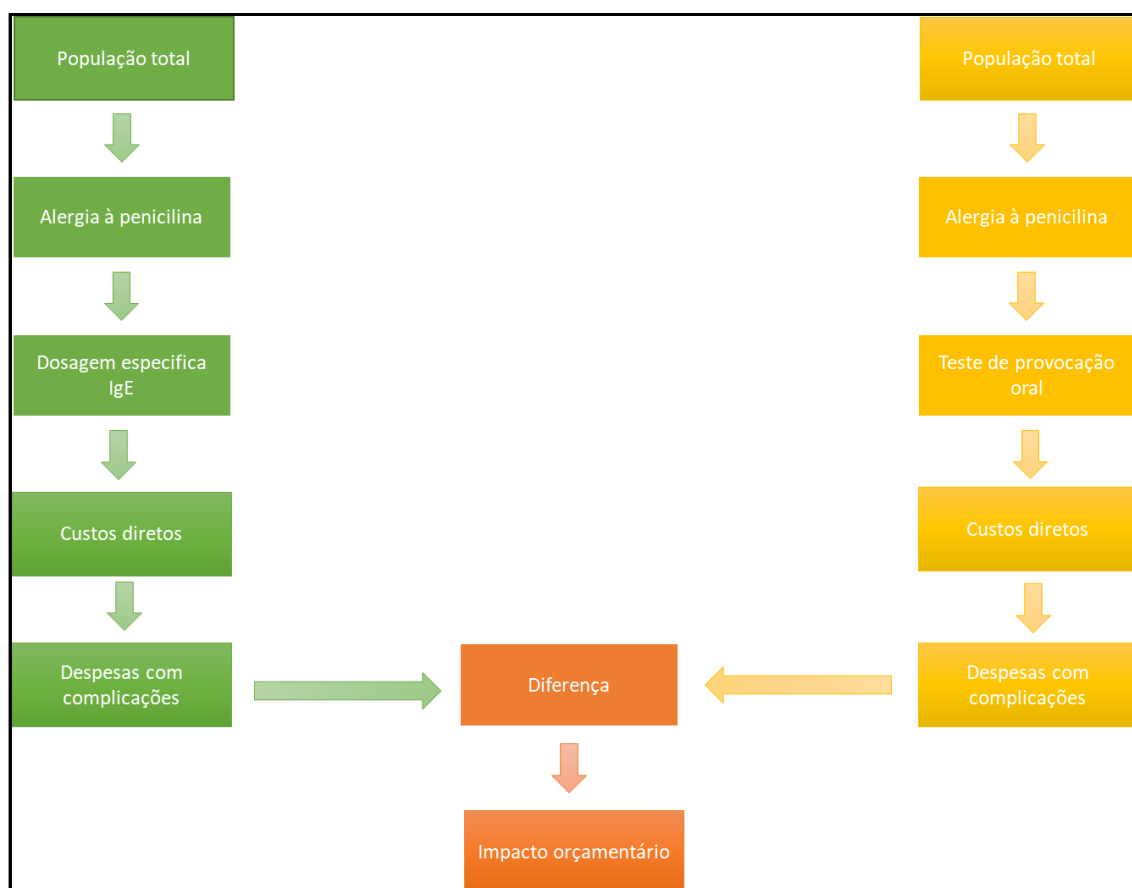 População total
Alergia à penicilina
Dosagem especifica
IgE
Custos diretos
Despesas com
complicações
População total
Alergia à penicilina
Teste de provocação
oral
Custos diretos
Despesas com
complicações
Diferença
Impacto orçamentário